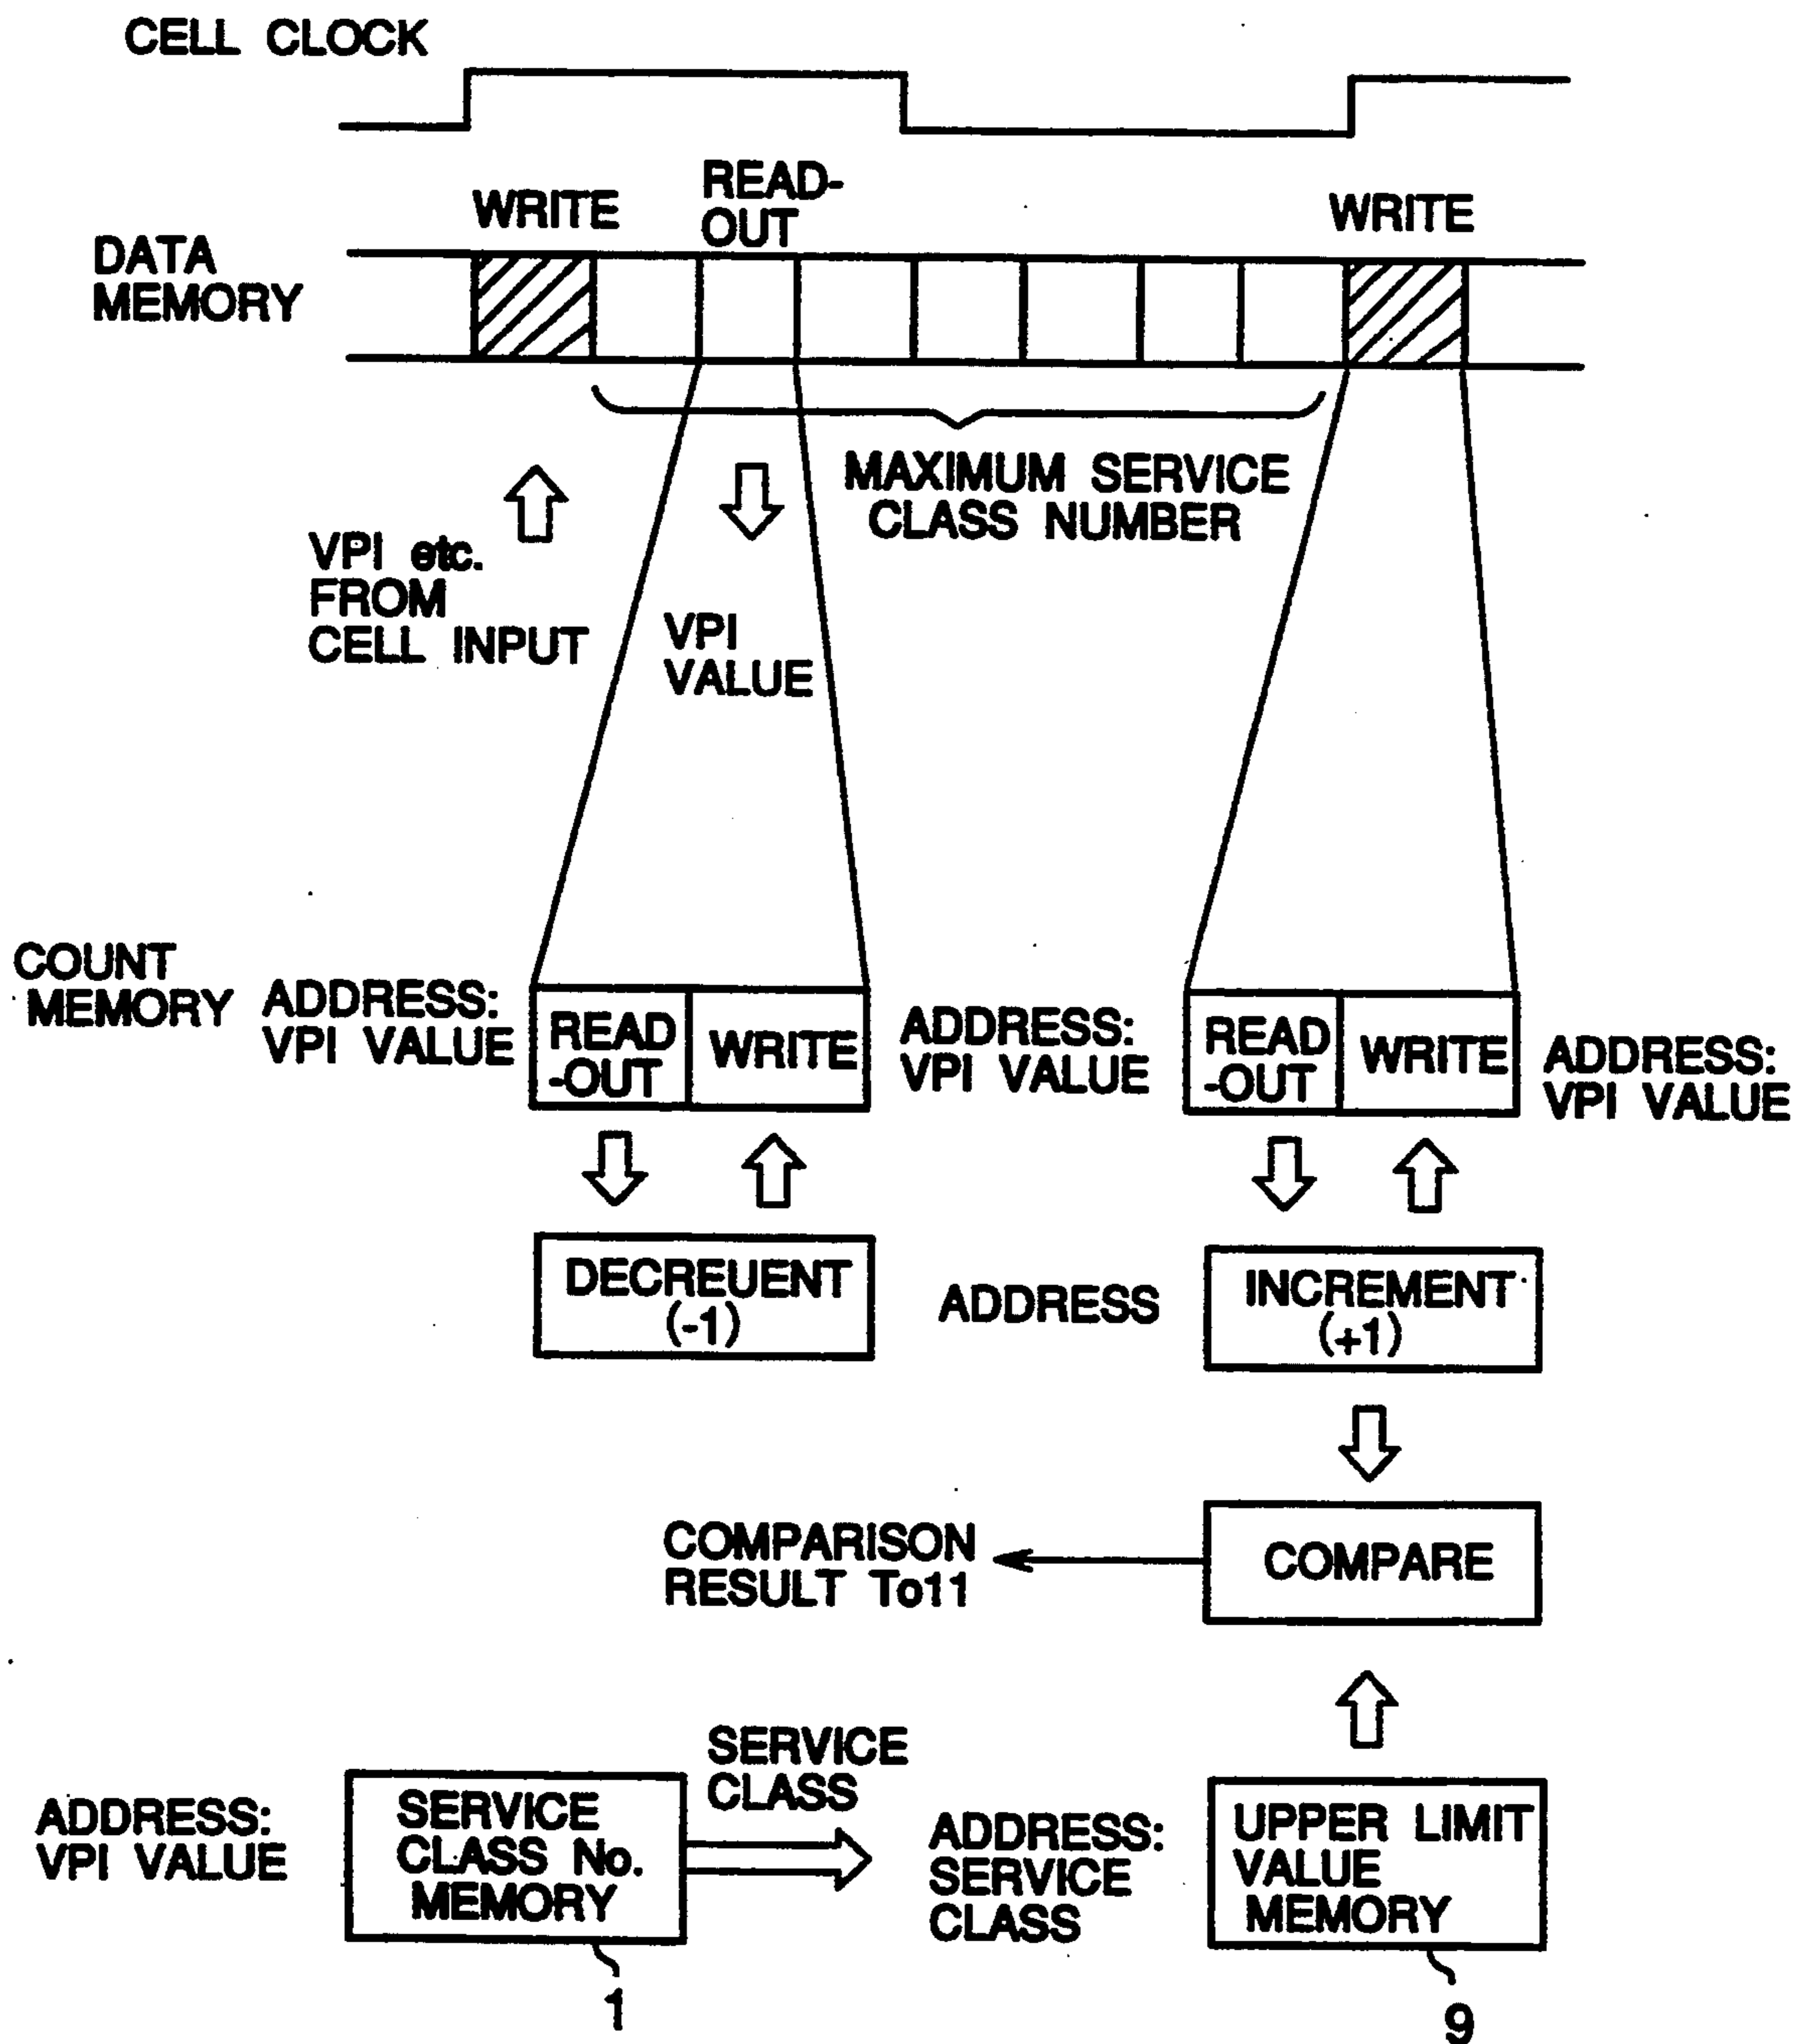 CELL CLOCK
WRITE
READ-
OUT
WRITE
DATA
MEMORY
MAXIMUM SERVICE
CLASS NUMBER
VPI etc.
FROM
CELL INPUT
VPI
VALUE
COUNT
MEMORY
ADDRESS:
VPI VALUE
READ
-OUT
WRITE
ADDRESS:
VPI VALUE
READ
-OUT
WRITE
ADDRESS:
VPI VALUE
DECREUENT
(-1)
ADDRESS
INCREMENT
(+1)
COMPARISON
RESULT To11
COMPARE
ADDRESS:
VPI VALUE
SERVICE
CLASS No.
MEMORY
SERVICE
CLASS
ADDRESS:
SERVICE
CLASS
UPPER LIMIT
VALUE
MEMORY
1
9